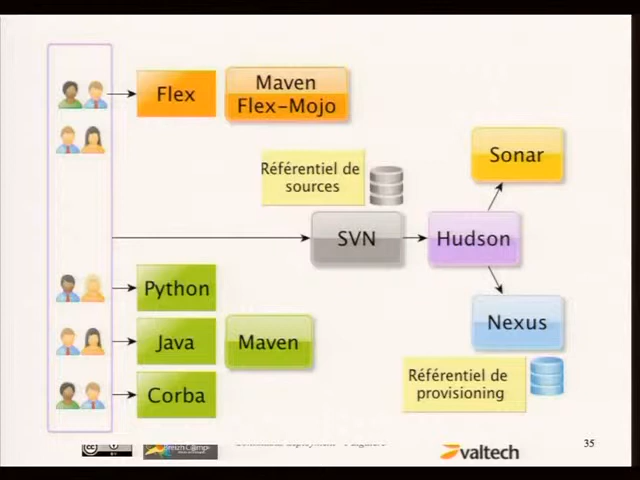 Flex
Maven
Flex-Mojo
Sonar
Référentiel de
sources
SVN
Hudson
Python
Java
Maven
Corba
Nexus
Référentiel de
provisioning
cc
valtech
35